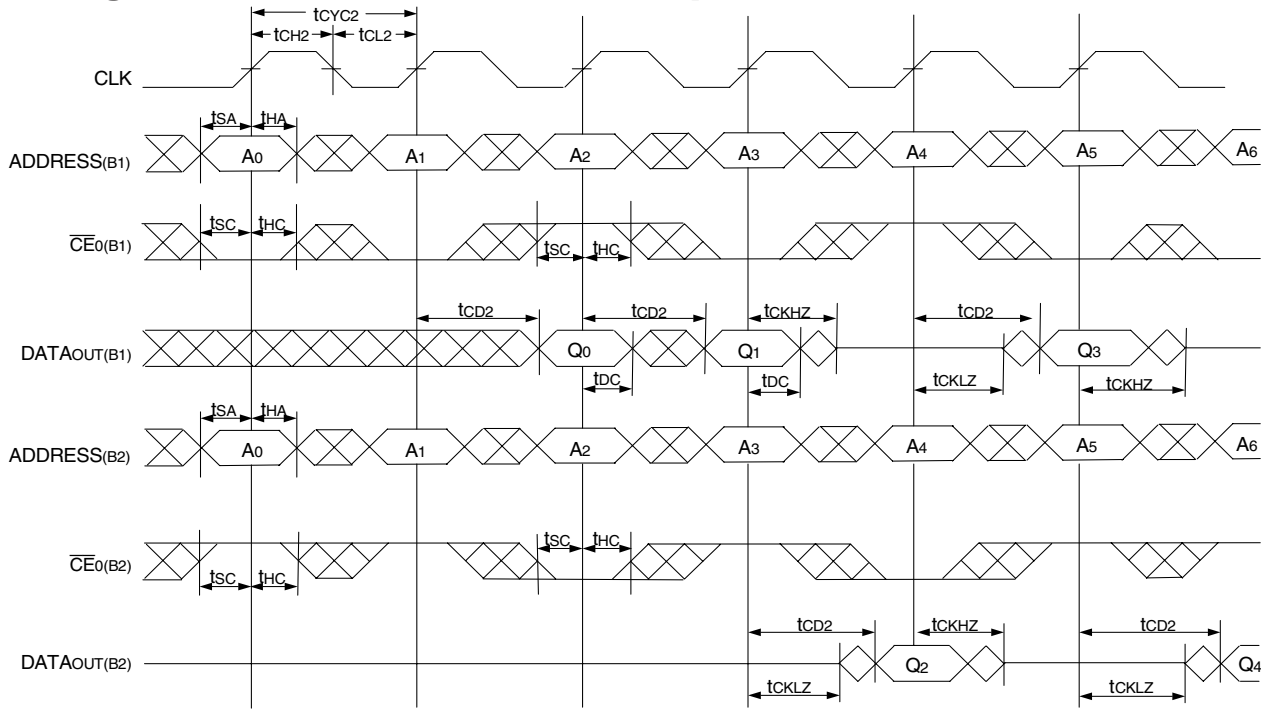 tCYC2
tCH2 tCL2
CLK
tSA tHA
ADDRESS(B1) A0 A1 A2 A3 A4 A5 A6
tSC tHC
CE0(B1)
tSC tHC
tCD2 tCD2 tCKHZ tCD2
DATAOUT(B1) Q0 Q1 Q3
tDC tDC tCKLZ tCKHZ
tSA tHA
ADDRESS(B2) A0 A1 A2 A3 A4 A5 A6
tSC tHC
CE0(B2)
tSC tHC
tCD2 tCKHZ tCD2
DATAOUT(B2) Q2 Q4
tCKLZ tCKLZ